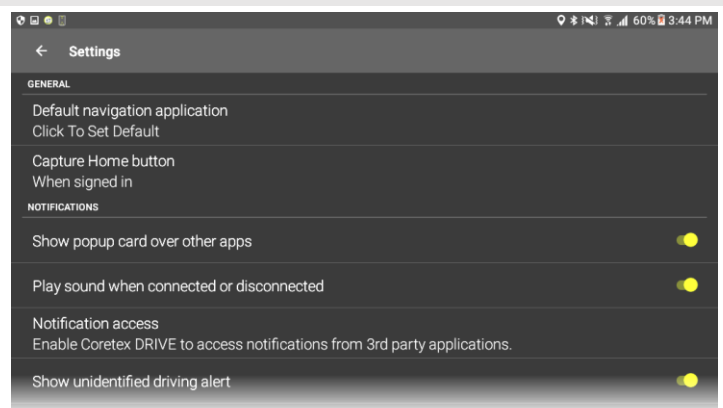 60% 3:44 PM
Settings
GENERAL
Default navigation application
Click To Set Default
Capture Home button
When signed in
NOTIFICATIONS
Show popup card over other apps
Play sound when connected or disconnected
Notification access
Enable Coretex DRIVE to access notifications from 3rd party applications.
Show unidentified driving alert